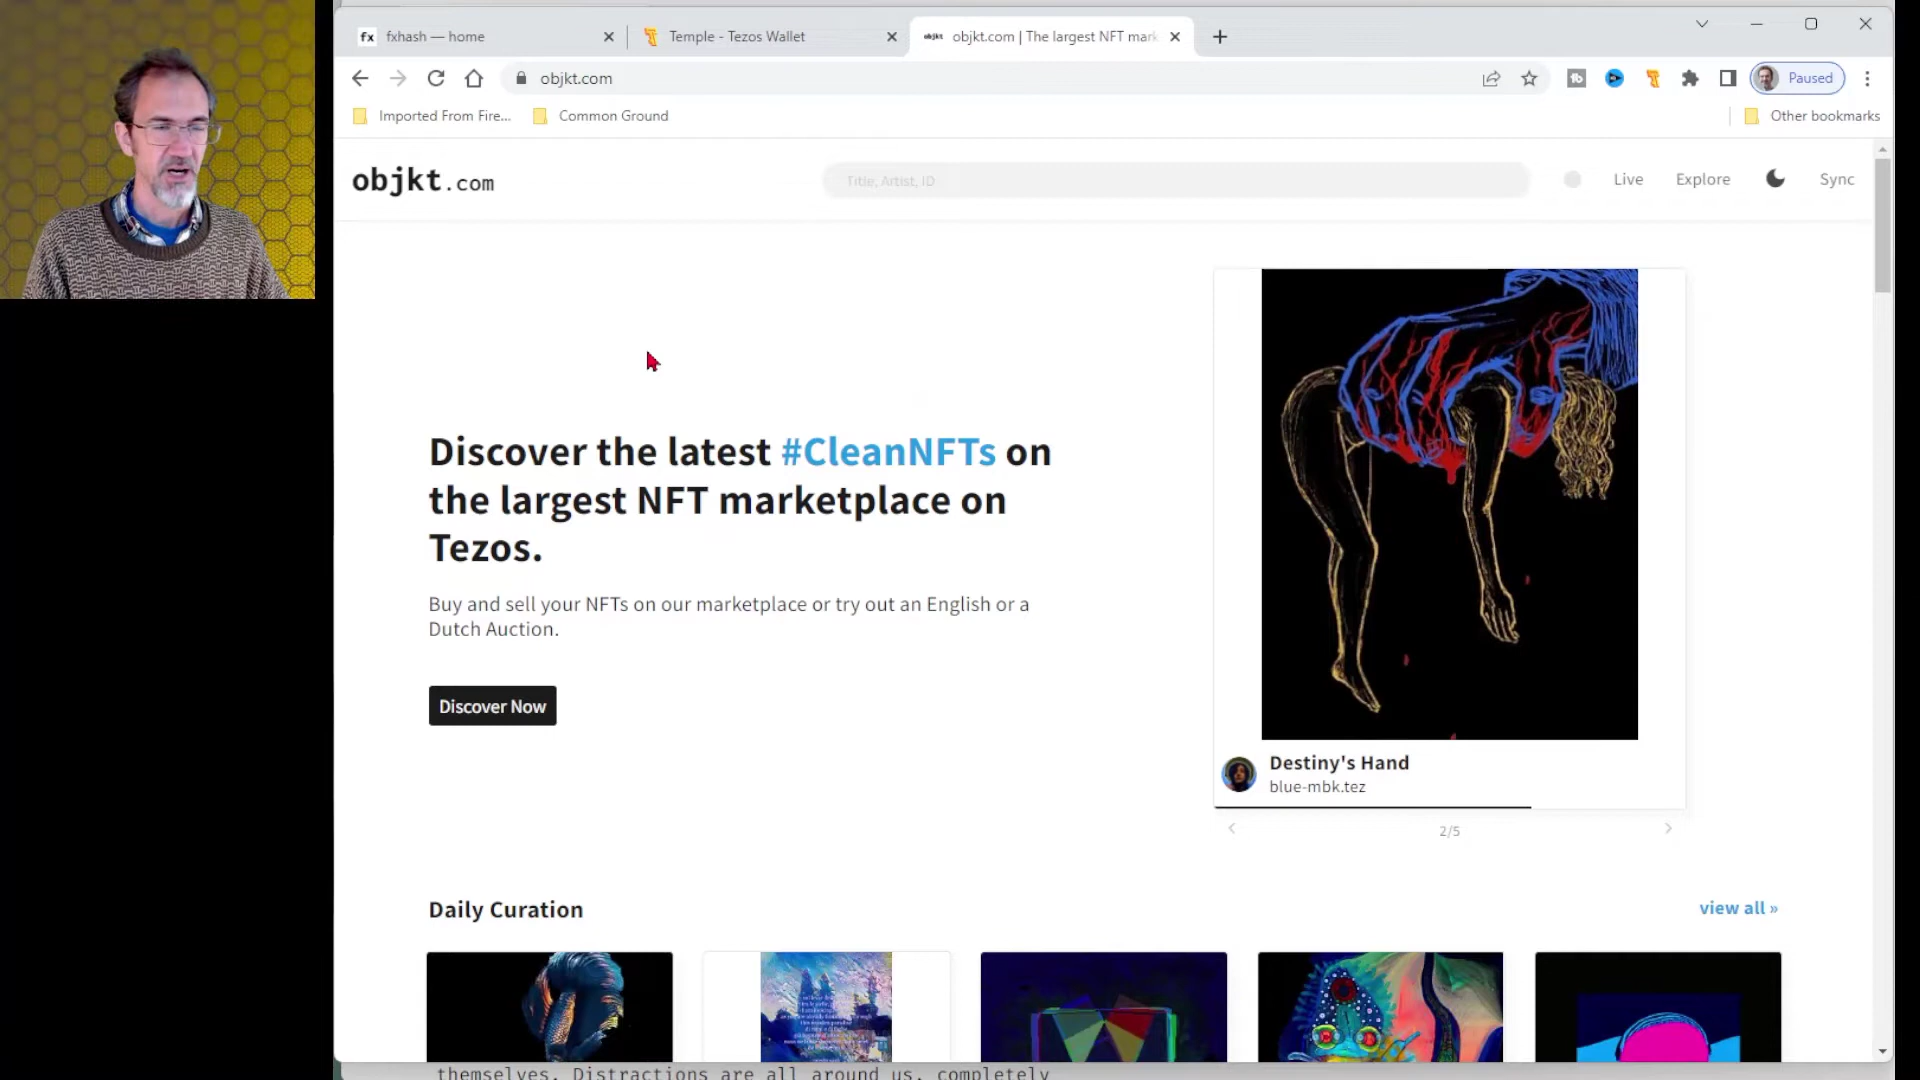 fx fxhash — home
Temple - Tezos Wallet
objkt objkt.com | The largest NFT mark
objkt.com
Paused
Imported From Fire...
Common Ground
Other bookmarks
objkt.com
Title, Artist, ID
Live
Explore
Sync
Discover the latest #CleanNFTs on
the largest NFT marketplace on
Tezos.
Buy and sell your NFTs on our marketplace or try out an English or a
Dutch Auction.
Discover Now
Destiny's Hand
blue-mbk.tez
2/5
Daily Curation
view all »
themselves. Distractions are all around us, completely